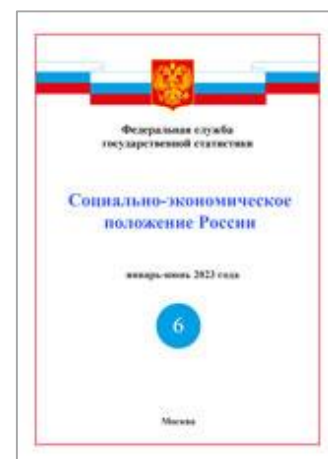 Федеральная служба
государственной статистики
Социально-экономическое
положение России
январь-июнь 2023 года
6
Москва